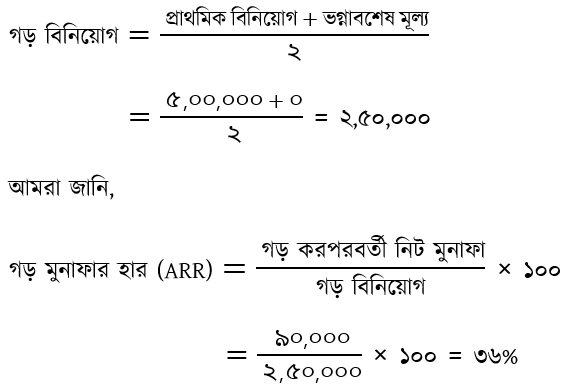 গড় বিনিয়োগ = প্রাথমিক বিনিয়োগ + ভগ্নাবশেষ মূল্য / ২
= ৫,০০,০০০ + ০ / ২ = ২,৫০,০০০
আমরা জানি,
গড় মুনাফার হার (ARR) = গড় করপরবর্তী নিট মুনাফা / গড় বিনিয়োগ × ১০০
= ৯০,০০০ / ২,৫০,০০০ × ১০০ = ৩৬%